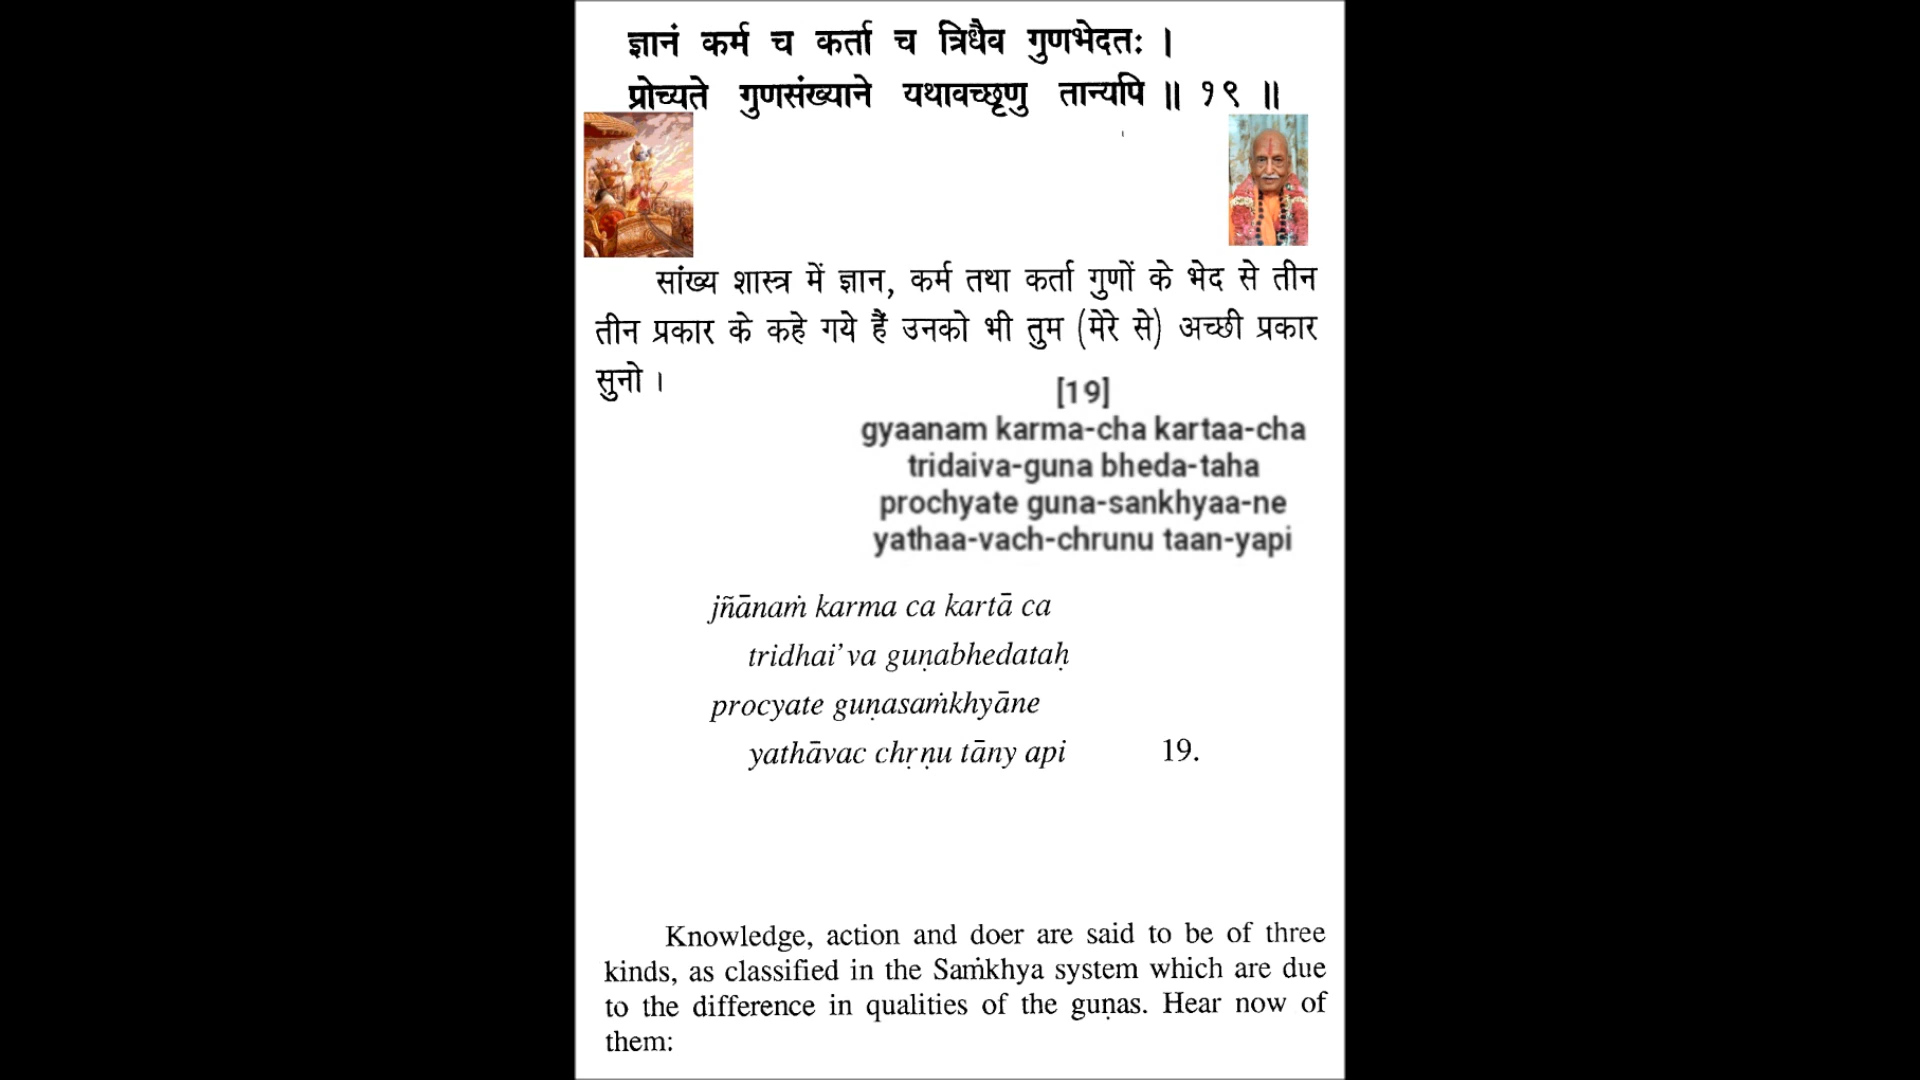 ज्ञानं कर्म च कर्ता च त्रिधैव गुणभेदतः ।
प्रोच्यते गुणसंख्याने यथावच्छृणु तान्यपि ॥ १९ ॥
सांख्य शास्त्र में ज्ञान, कर्म तथा कर्ता गुणों के भेद से तीन
तीन प्रकार के कहे गये हैं उनको भी तुम (मेरे से) अच्छी प्रकार
सुनो ।
[19]
gyaanam karma-cha kartaa-cha
tridaiva-guna bheda-taha
prochyate guna-sankhyaa-ne
yathaa-vach-chrunu taan-yapi
jñānaṁ karma ca kartā ca
tridhai’va guṇabhedataḥ
procyate guṇasaṁkhyāne
yathāvac chṛṇu tāny api 19.
Knowledge, action and doer are said to be of three
kinds, as classified in the Saṁkhya system which are due
to the difference in qualities of the guṇas. Hear now of
them: